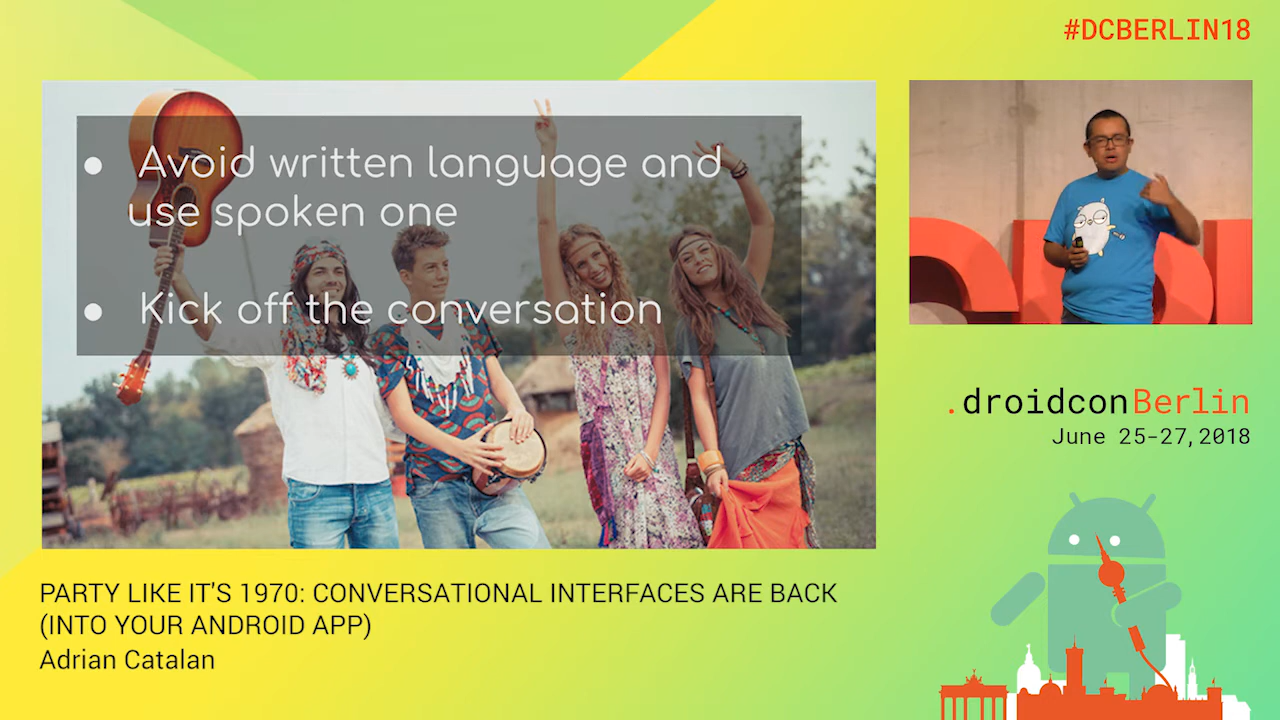 #DCBERLIN18
● Avoid written language and
use spoken one
● Kick off the conversation
.droidconBerlin
June 25-27, 2018
PARTY LIKE IT'S 1970: CONVERSATIONAL INTERFACES ARE BACK
(INTO YOUR ANDROID APP)
Adrian Catalan